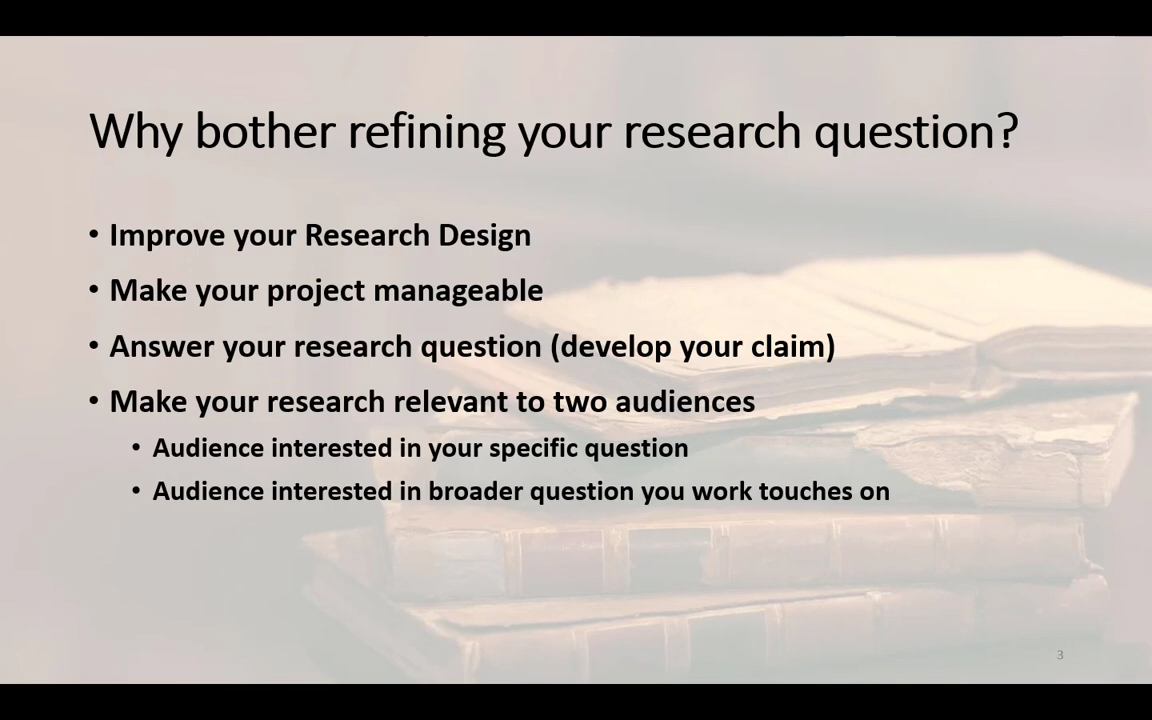 Why bother refining your research question?
• Improve your Research Design
• Make your project manageable
• Answer your research question (develop your claim)
• Make your research relevant to two audiences
• Audience interested in your specific question
• Audience interested in broader question you work touches on
3